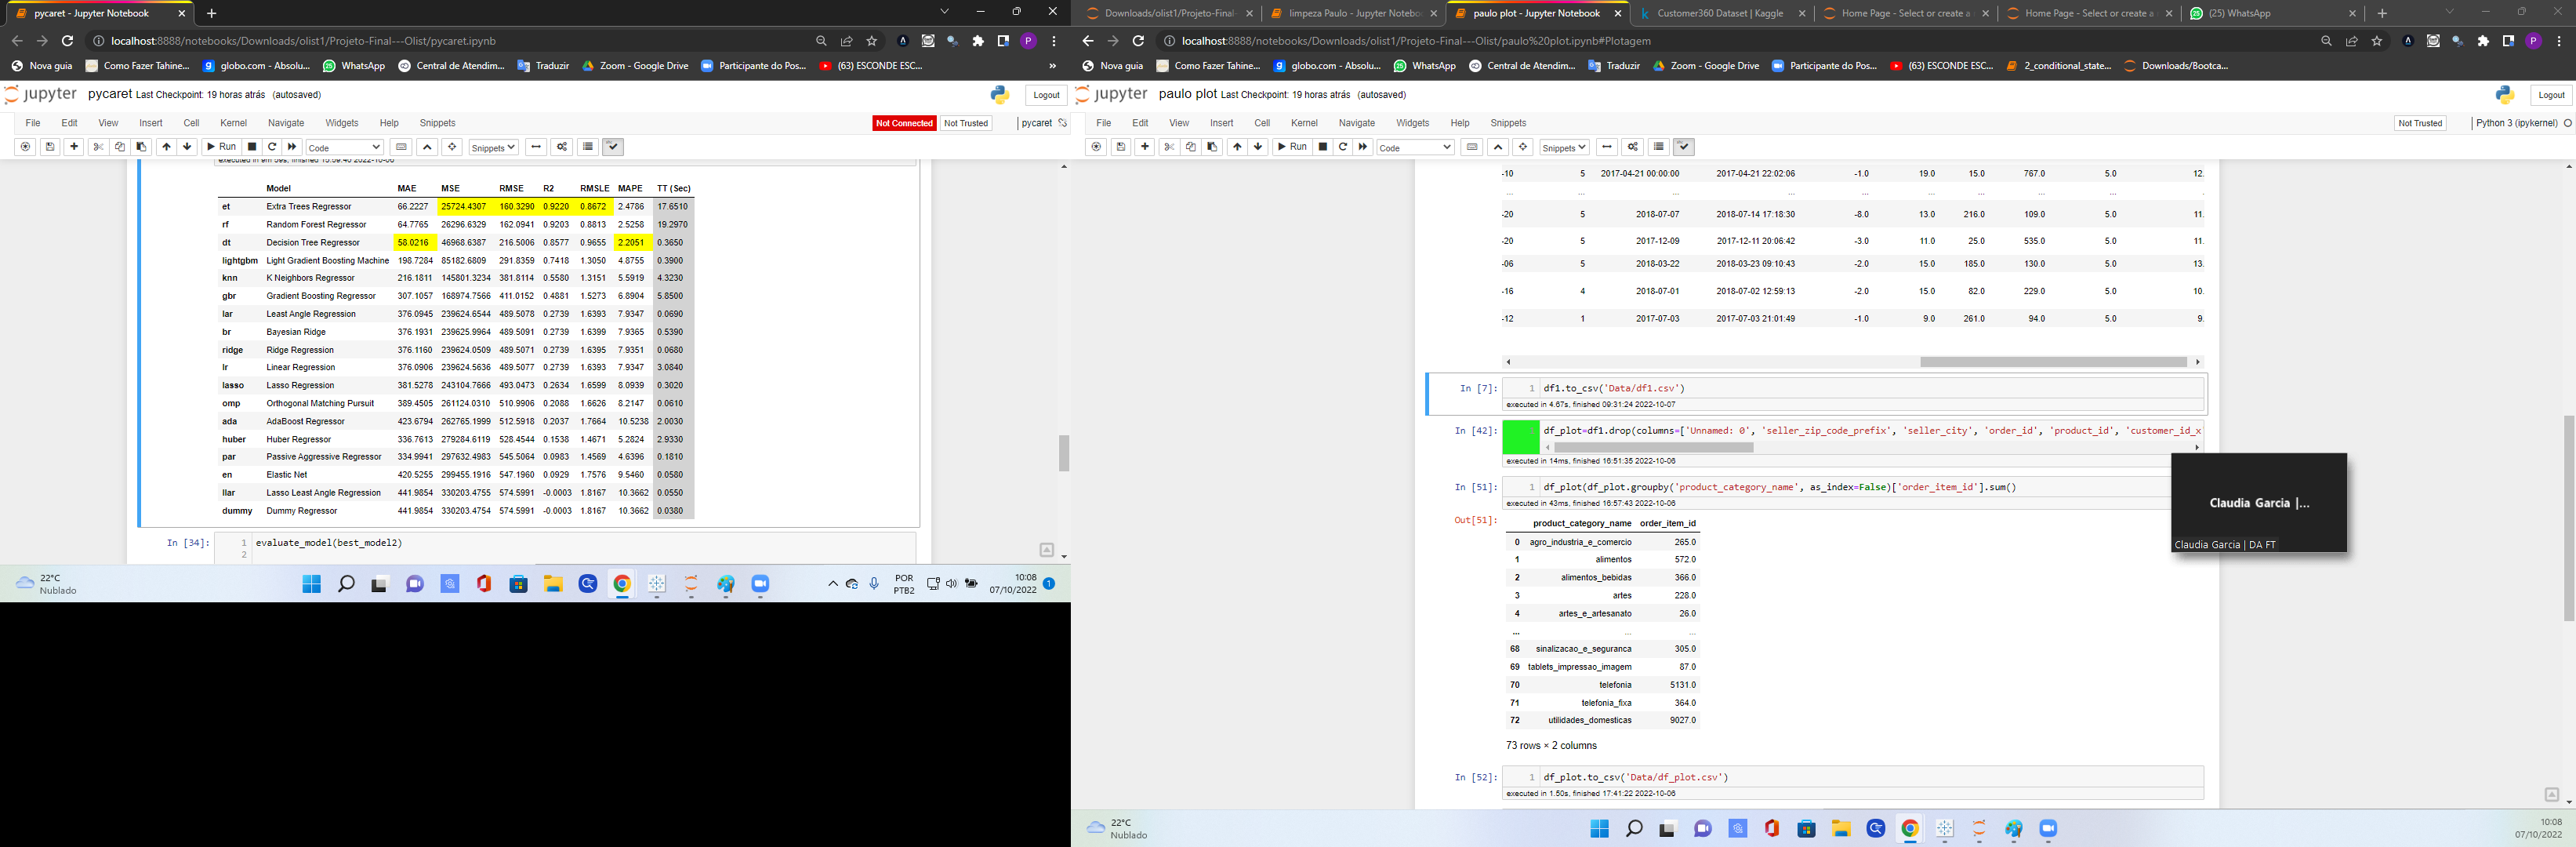 pycaret - Jupyter Notebook
localhost:8888/notebooks/Downloads/olist1/Projeto-Final---Olist/pycaret.ipynb
Nova guia Como Fazer Tahine... globo.com - Absolu... WhatsApp Central de Atendim... Traduzir Zoom - Google Drive Participante do Pos... (63) ESCONDE ESC... »
jupyter pycaret Last Checkpoint: 19 horas atrás (autosaved) Logout
File Edit View Insert Cell Kernel Navigate Widgets Help Snippets Not Connected Not Trusted pycaret
Run Code Snippets
executed in 9m 59s, finished 15:59:40 2022-10-06
Model MAE MSE RMSE R2 RMSLE MAPE TT (Sec)
et Extra Trees Regressor 66.2227 25724.4307 160.3290 0.9220 0.8672 2.4786 17.6510
rf Random Forest Regressor 64.7765 26296.6329 162.0941 0.9203 0.8813 2.5258 19.2970
dt Decision Tree Regressor 58.0216 46968.6387 216.5006 0.8577 0.9655 2.2051 0.3650
lightgbm Light Gradient Boosting Machine 198.7284 85182.6809 291.8359 0.7418 1.3050 4.8755 0.3900
knn K Neighbors Regressor 216.1811 145801.3234 381.8114 0.5580 1.3151 5.5919 4.3230
gbr Gradient Boosting Regressor 307.1057 168974.7566 411.0152 0.4881 1.5273 6.8904 5.8500
lar Least Angle Regression 376.0945 239624.6544 489.5078 0.2739 1.6393 7.9347 0.0690
br Bayesian Ridge 376.1931 239625.9964 489.5091 0.2739 1.6399 7.9365 0.5390
ridge Ridge Regression 376.1160 239624.0509 489.5071 0.2739 1.6395 7.9351 0.0680
lr Linear Regression 376.0906 239624.5636 489.5077 0.2739 1.6393 7.9347 3.0840
lasso Lasso Regression 381.5278 243104.7666 493.0473 0.2634 1.6599 8.0939 0.3020
omp Orthogonal Matching Pursuit 389.4505 261124.0310 510.9906 0.2088 1.6626 8.2147 0.0610
ada AdaBoost Regressor 423.6794 262765.1999 512.5918 0.2037 1.7664 10.5238 2.0030
huber Huber Regressor 336.7613 279284.6119 528.4544 0.1538 1.4671 5.2824 2.9330
par Passive Aggressive Regressor 334.9941 297632.4983 545.5064 0.0983 1.4569 4.6396 0.1810
en Elastic Net 420.5255 299455.1916 547.1960 0.0929 1.7576 9.5460 0.0580
llar Lasso Least Angle Regression 441.9854 330203.4755 574.5991 -0.0003 1.8167 10.3662 0.0550
dummy Dummy Regressor 441.9854 330203.4754 574.5991 -0.0003 1.8167 10.3662 0.0380
In [34]: 1 evaluate_model(best_model2)
2
22°C
Nublado
POR
PTB2
10:08
07/10/2022
1
Downloads/olist1/Projeto-Final- limpeza Paulo - Jupyter Notebo paulo plot - Jupyter Notebook Customer360 Dataset | Kaggle Home Page - Select or create a Home Page - Select or create a (25) WhatsApp
localhost:8888/notebooks/Downloads/olist1/Projeto-Final---Olist/paulo%20plot.ipynb#Plotagem
Nova guia Como Fazer Tahine... globo.com - Absolu... WhatsApp Central de Atendim... Traduzir Zoom - Google Drive Participante do Pos... (63) ESCONDE ESC... 2_conditional_state... Downloads/Bootca...
jupyter paulo plot Last Checkpoint: 19 horas atrás (autosaved) Logout
File Edit View Insert Cell Kernel Navigate Widgets Help Snippets Not Trusted Python 3 (ipykernel)
Run Code Snippets
-10 5 2017-04-21 00:00:00 2017-04-21 22:02:06 -1.0 19.0 15.0 767.0 5.0 12.
... ... ... ... ... ... ... ... ...
-20 5 2018-07-07 2018-07-14 17:18:30 -8.0 13.0 216.0 109.0 5.0 11.
-20 5 2017-12-09 2017-12-11 20:06:42 -3.0 11.0 25.0 535.0 5.0 11.
-06 5 2018-03-22 2018-03-23 09:10:43 -2.0 15.0 185.0 130.0 5.0 13.
-16 4 2018-07-01 2018-07-02 12:59:13 -2.0 15.0 82.0 229.0 5.0 10.
-12 1 2017-07-03 2017-07-03 21:01:49 -1.0 9.0 261.0 94.0 5.0 9.
In [7]: 1 df1.to_csv('Data/df1.csv')
executed in 4.67s, finished 09:31:24 2022-10-07
In [42]: df_plot=df1.drop(columns=['Unnamed: 0', 'seller_zip_code_prefix', 'seller_city', 'order_id', 'product_id', 'customer_id_x
executed in 14ms, finished 16:51:35 2022-10-06
In [51]: 1 df_plot(df_plot.groupby('product_category_name', as_index=False)['order_item_id'].sum()
executed in 43ms, finished 16:57:43 2022-10-06
Out[51]:
product_category_name order_item_id
0 agro_industria_e_comercio 265.0
1 alimentos 572.0
2 alimentos_bebidas 366.0
3 artes 228.0
4 artes_e_artesanato 26.0
... ... ...
68 sinalizacao_e_seguranca 305.0
69 tablets_impressao_imagem 87.0
70 telefonia 5131.0
71 telefonia_fixa 364.0
72 utilidades_domesticas 9027.0
73 rows × 2 columns
In [52]: 1 df_plot.to_csv('Data/df_plot.csv')
executed in 1.50s, finished 17:41:22 2022-10-06
Claudia Garcia |...
Claudia Garcia | DA FT
22°C
Nublado
10:08
07/10/2022